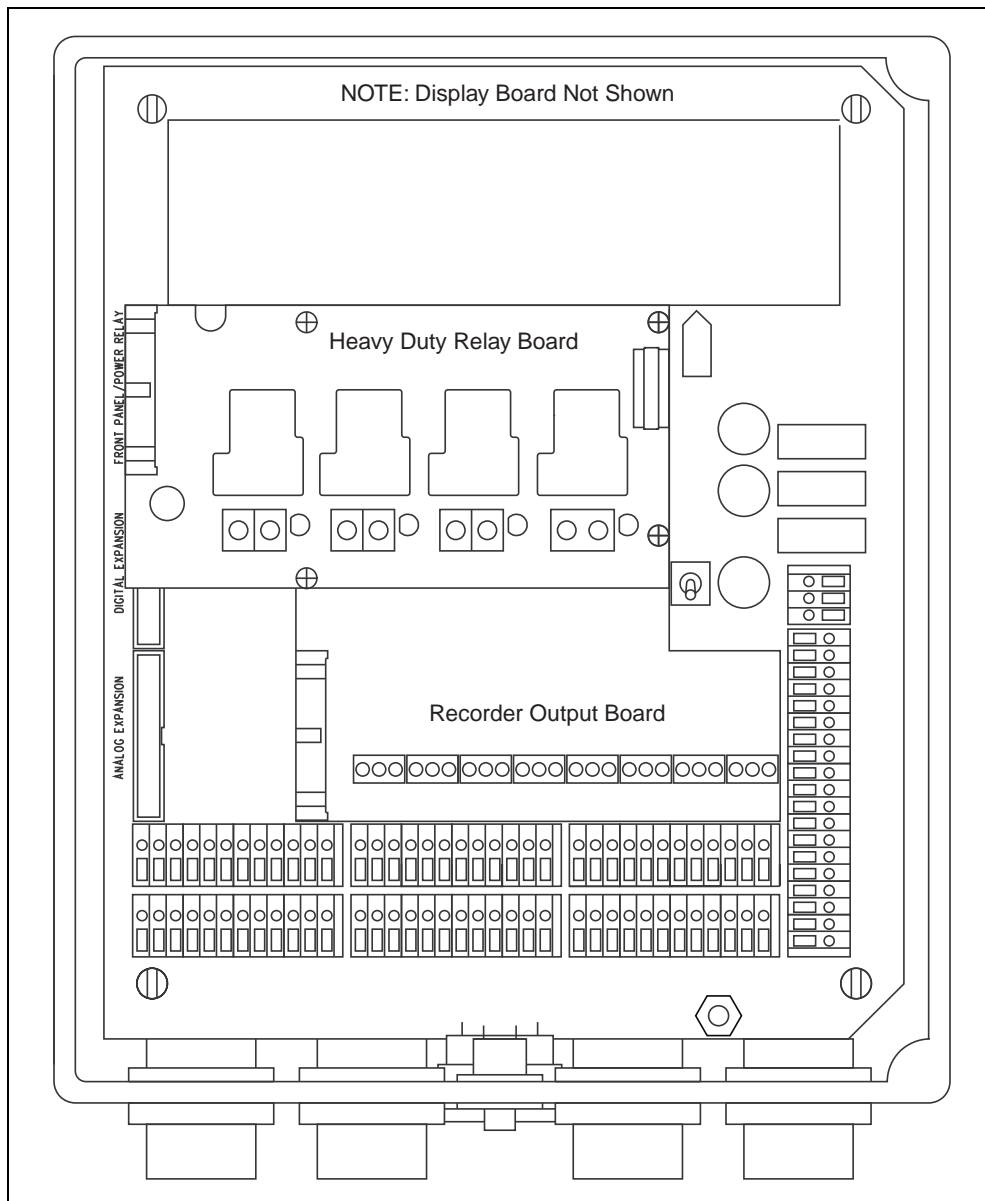 NOTE: Display Board Not Shown
FRONT PANEL/POWER RELAY
Heavy Duty Relay Board
DIGITAL EXPANSION
ANALOG EXPANSION
Recorder Output Board